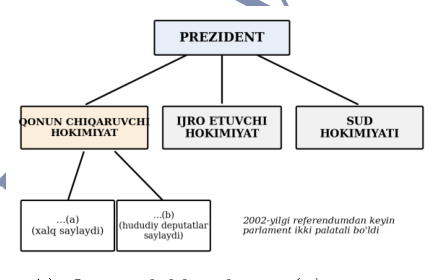 PREZIDENT
QONUN CHIQARUVCHI
HOKIMIYAT
IJRO ETUVCHI
HOKIMIYAT
SUD
HOKIMIYATI
...(a)
(xalq saylaydi)
...(b)
(hududiy deputatlar
saylaydi)
2002-yilgi referendumdan keyin
parlament ikki palatali bo'ldi